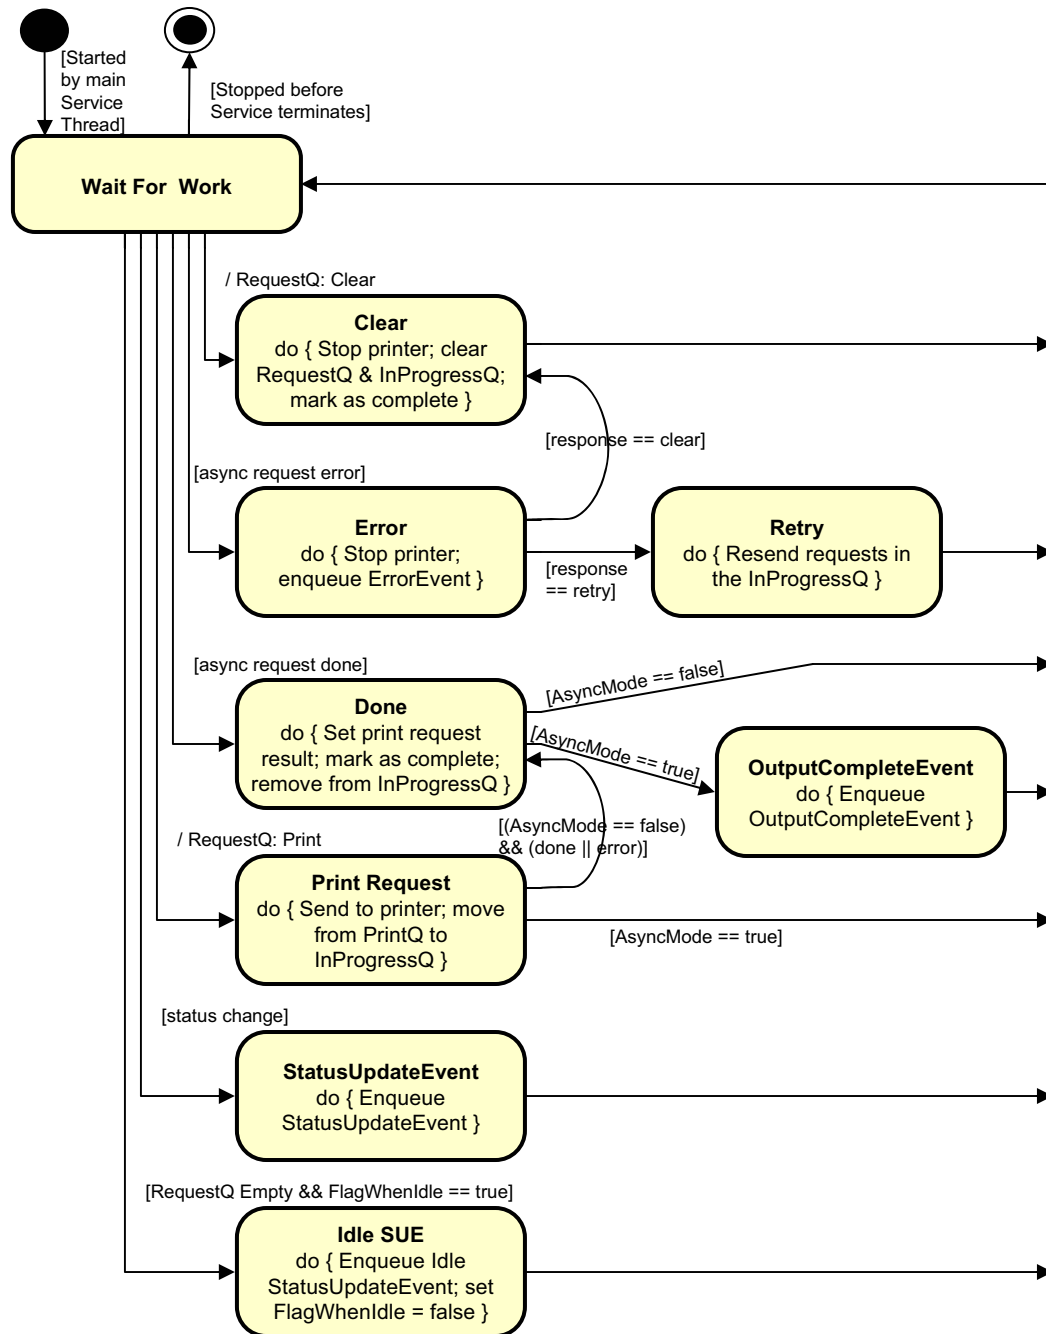 [Started
by main
Service
Thread]
[Stopped before
Service terminates]
Wait For Work
/ RequestQ: Clear
Clear
do { Stop printer; clear
RequestQ & InProgressQ;
mark as complete }
[response == clear]
[async request error]
Error
do { Stop printer;
enqueue ErrorEvent }
[response
== retry]
Retry
do { Resend requests in
the InProgressQ }
[async request done]
Done
do { Set print request
result; mark as complete;
remove from InProgressQ }
[AsyncMode == false]
[AsyncMode == true]
OutputCompleteEvent
do { Enqueue
OutputCompleteEvent }
[(AsyncMode == false)
&& (done || error)]
/ RequestQ: Print
Print Request
do { Send to printer; move
from PrintQ to
InProgressQ }
[AsyncMode == true]
[status change]
StatusUpdateEvent
do { Enqueue
StatusUpdateEvent }
[RequestQ Empty && FlagWhenIdle == true]
Idle SUE
do { Enqueue Idle
StatusUpdateEvent; set
FlagWhenIdle = false }